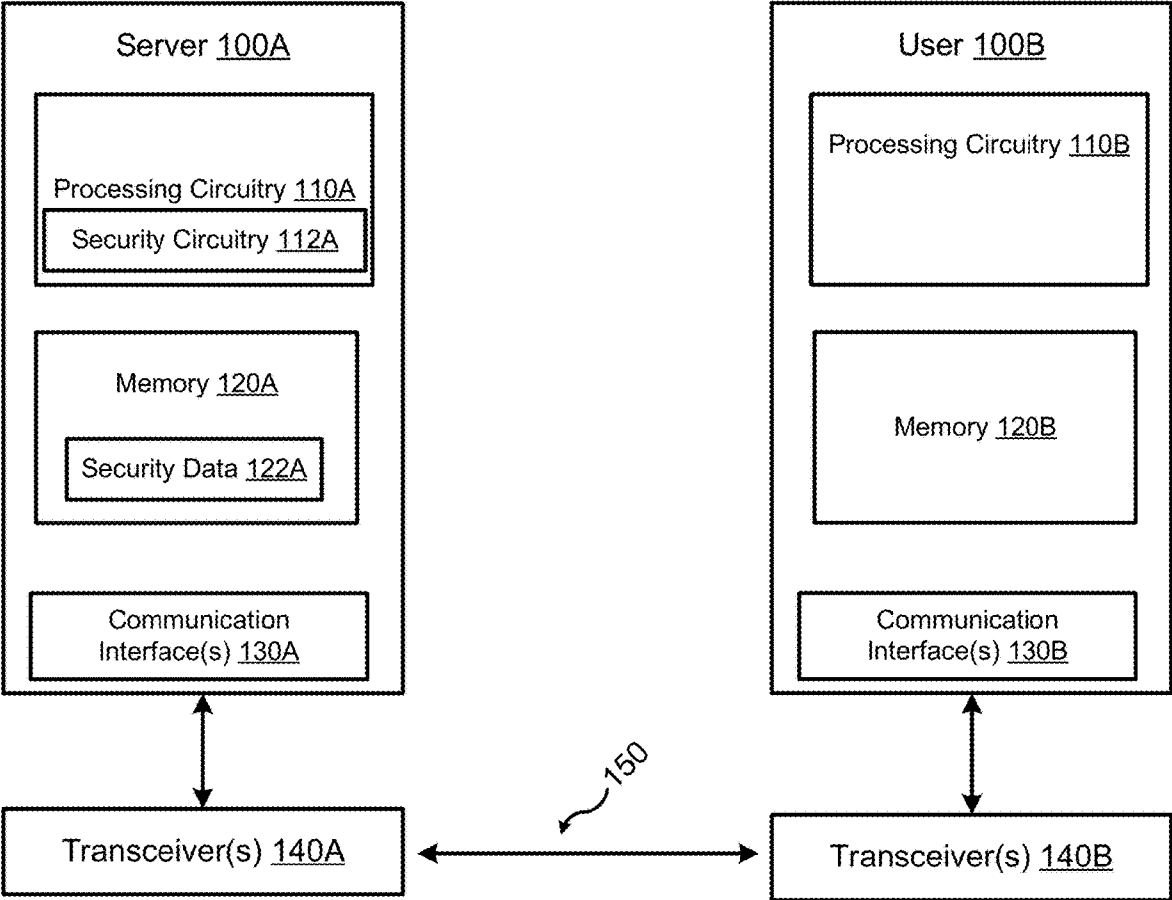 Server 100A
Processing Circuitry 110A
Security Circuitry 112A
Memory 120A
Security Data 122A
Communication
Interface(s) 130A
Transceiver(s) 140A
150
User 100B
Processing Circuitry 110B
Memory 120B
Communication
Interface(s) 130B
Transceiver(s) 140B